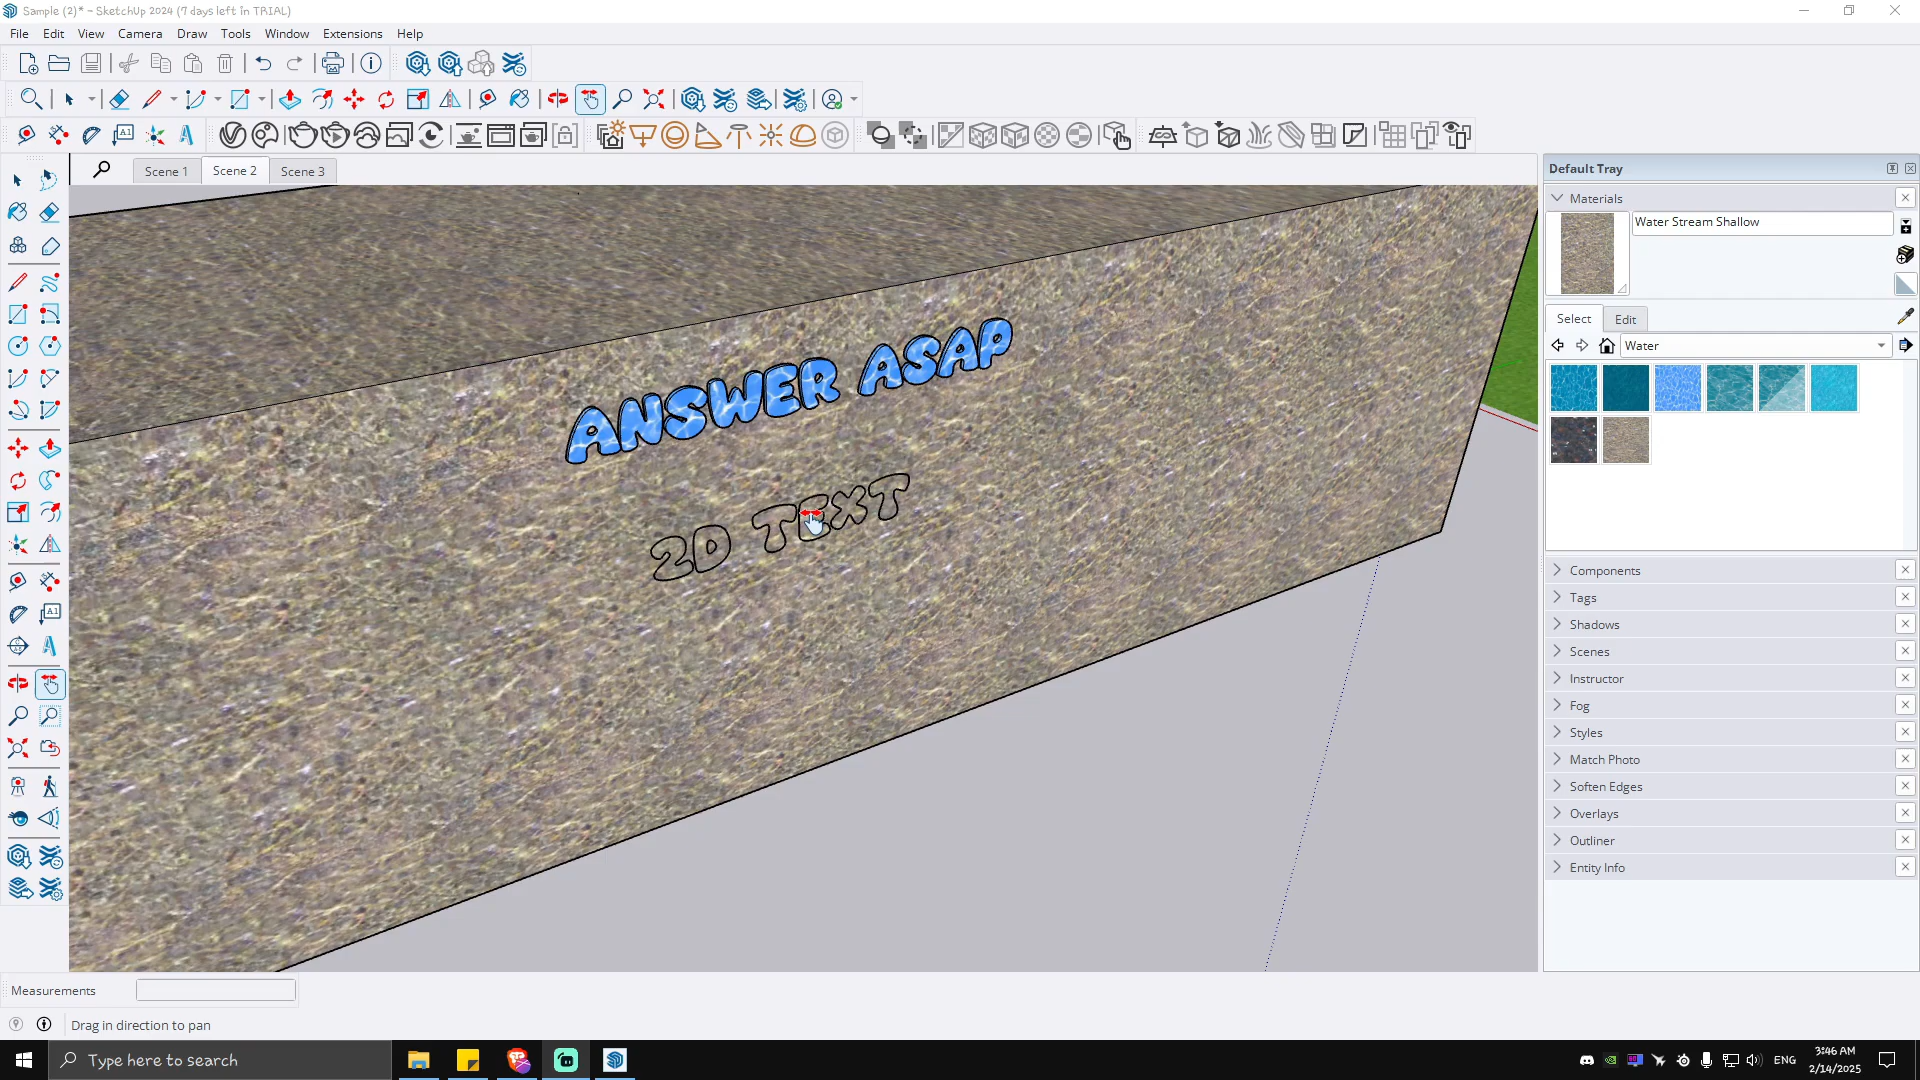 Sample (2)* - SketchUp 2024 (7 days left in TRIAL)
File Edit View Camera Draw Tools Window Extensions Help
Scene 1 Scene 2 Scene 3
Default Tray
Materials
Water Stream Shallow
Select Edit
Water
ANSWER ASAP
2D TEXT
Components
Tags
Shadows
Scenes
Instructor
Fog
Styles
Match Photo
Soften Edges
Overlays
Outliner
Entity Info
Measurements
Drag in direction to pan
Type here to search
ENG
3:46 AM
2/14/2025